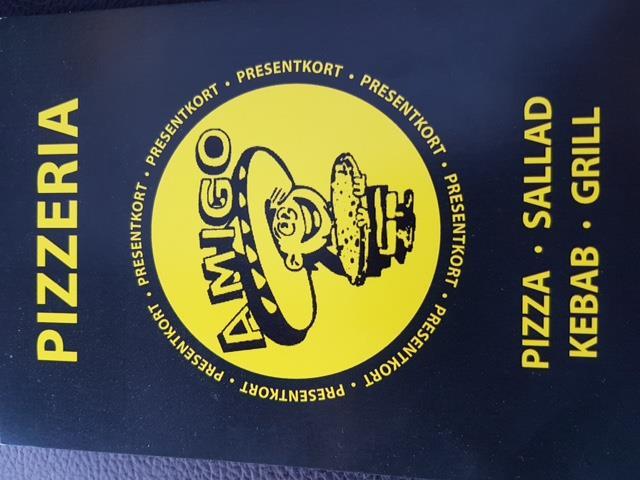 PIZZERIA
PRESENTKORT · PRESENTKORT · PRESENTKORT · PRESENTKORT · PRESENTKORT · PRESENTKORT · PRESENTKORT · PRESENTKORT ·
AMIGO
PIZZA · SALLAD
KEBAB · GRILL